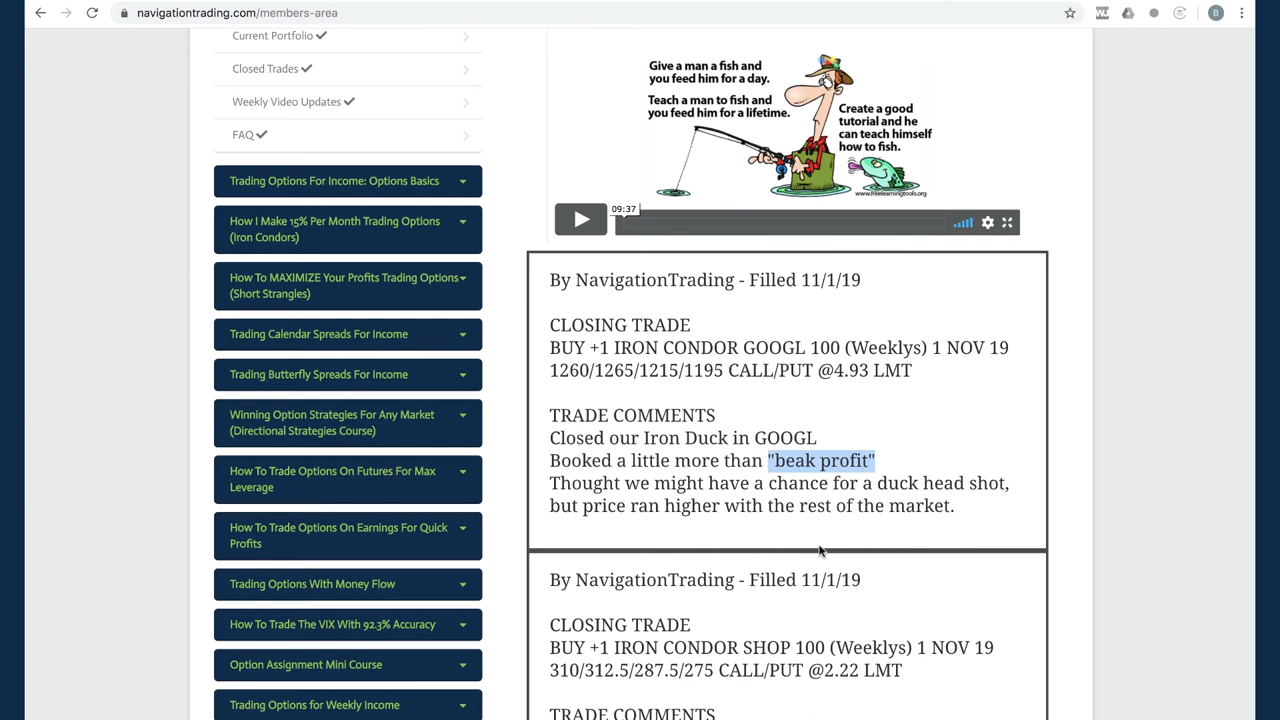 navigationtrading.com/members-area
B
Current Portfolio
Closed Trades
Weekly Video Updates
FAQ
Trading Options For Income: Options Basics
How I Make 15% Per Month Trading Options
(Iron Condors)
How To MAXIMIZE Your Profits Trading Options
(Short Strangles)
Trading Calendar Spreads For Income
Trading Butterfly Spreads For Income
Winning Option Strategies For Any Market
(Directional Strategies Course)
How To Trade Options On Futures For Max
Leverage
How To Trade Options On Earnings For Quick
Profits
Trading Options With Money Flow
How To Trade The VIX With 92.3% Accuracy
Option Assignment Mini Course
Trading Options for Weekly Income
Give a man a fish and
you feed him for a day.
Teach a man to fish and
you feed him for a lifetime.
Create a good
tutorial and he
can teach himself
how to fish.
www.freelearningtools.org
09:37
By NavigationTrading - Filled 11/1/19
CLOSING TRADE
BUY +1 IRON CONDOR GOOGL 100 (Weeklys) 1 NOV 19
1260/1265/1215/1195 CALL/PUT @4.93 LMT
TRADE COMMENTS
Closed our Iron Duck in GOOGL
Booked a little more than "beak profit"
Thought we might have a chance for a duck head shot,
but price ran higher with the rest of the market.
By NavigationTrading - Filled 11/1/19
CLOSING TRADE
BUY +1 IRON CONDOR SHOP 100 (Weeklys) 1 NOV 19
310/312.5/287.5/275 CALL/PUT @2.22 LMT
TRADE COMMENTS